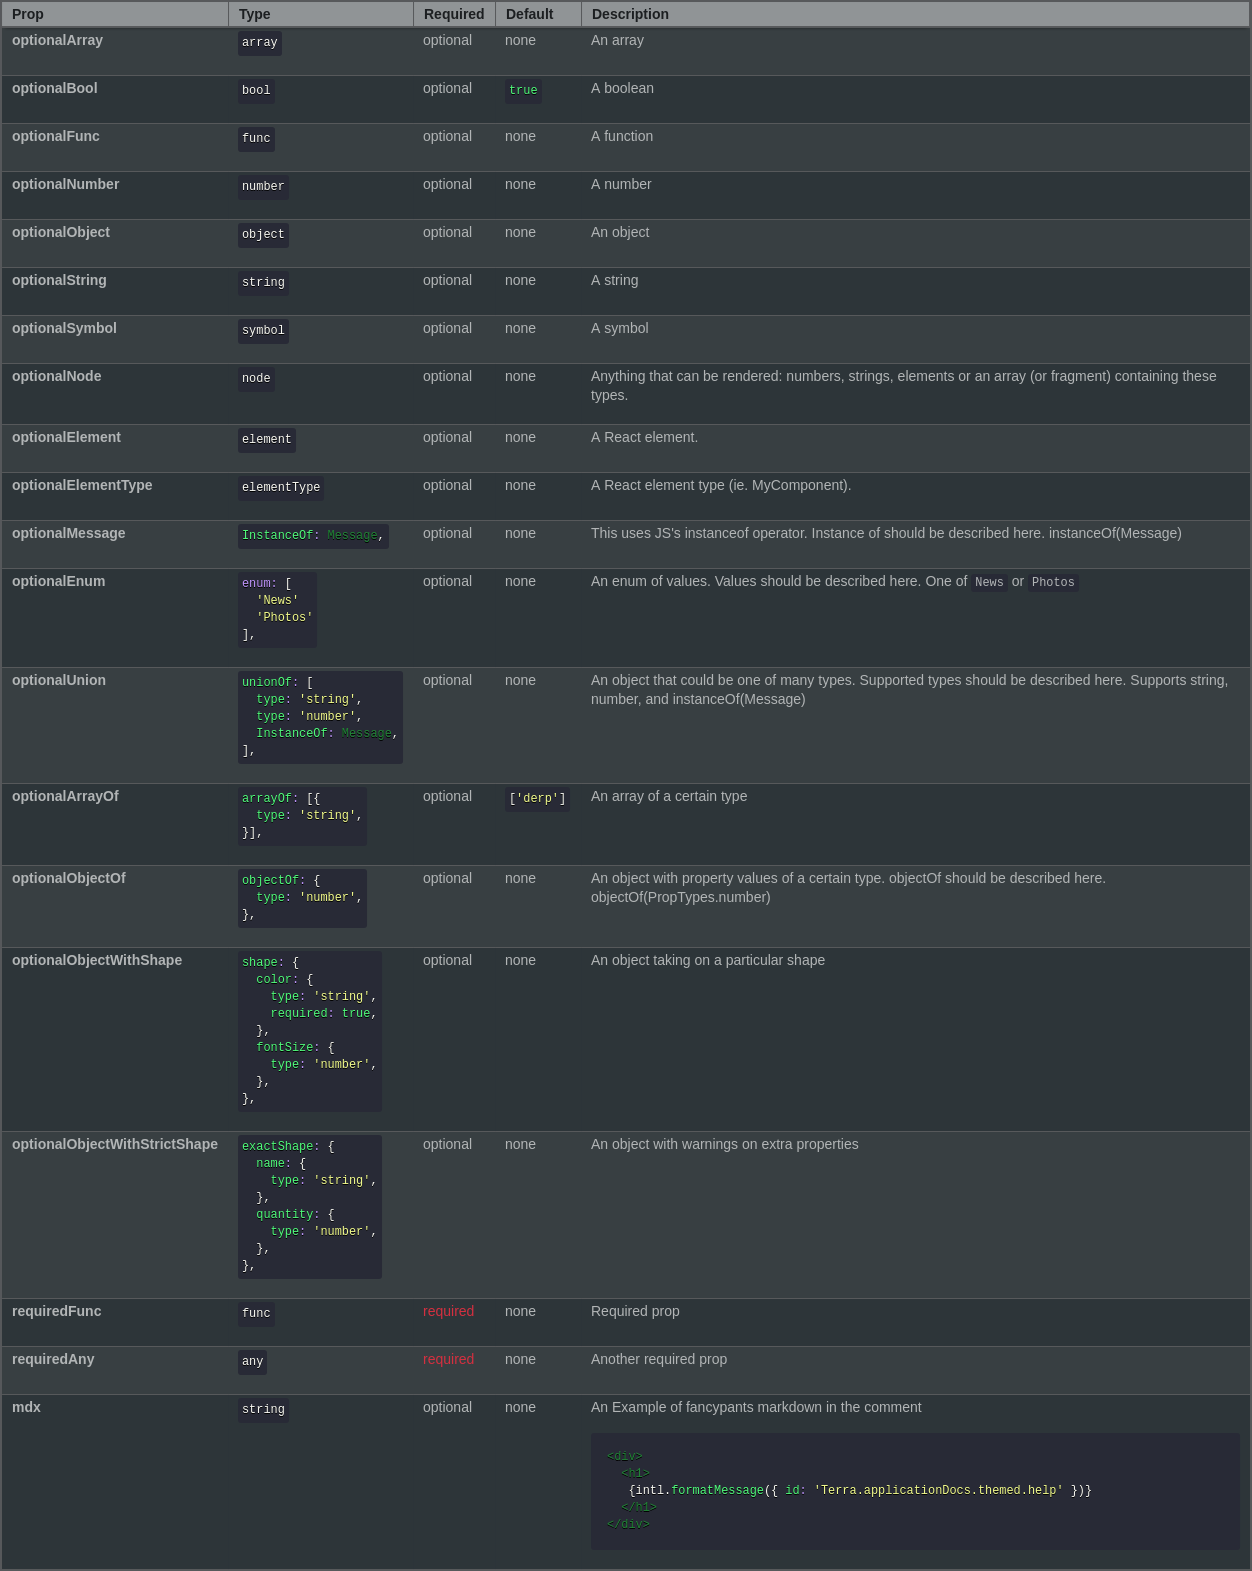 Prop Type Required Default Description
optionalArray array optional none An array
optionalBool bool optional true A boolean
optionalFunc func optional none A function
optionalNumber number optional none A number
optionalObject object optional none An object
optionalString string optional none A string
optionalSymbol symbol optional none A symbol
optionalNode node optional none Anything that can be rendered: numbers, strings, elements or an array (or fragment) containing these
types.
optionalElement element optional none A React element.
optionalElementType elementType optional none A React element type (ie. MyComponent).
optionalMessage InstanceOf: Message, optional none This uses JS's instanceof operator. Instance of should be described here. instanceOf(Message)
optionalEnum enum: [ optional none An enum of values. Values should be described here. One of News or Photos
'News'
'Photos'
],
optionalUnion unionOf: [ optional none An object that could be one of many types. Supported types should be described here. Supports string,
type: 'string', number, and instanceOf(Message)
type: 'number',
InstanceOf: Message,
],
optionalArrayOf arrayOf: [{ optional ['derp'] An array of a certain type
type: 'string',
}],
optionalObjectOf objectOf: { optional none An object with property values of a certain type. objectOf should be described here.
type: 'number', objectOf(PropTypes.number)
},
optionalObjectWithShape shape: { optional none An object taking on a particular shape
color: {
type: 'string',
required: true,
},
fontSize: {
type: 'number',
},
},
optionalObjectWithStrictShape exactShape: { optional none An object with warnings on extra properties
name: {
type: 'string',
},
quantity: {
type: 'number',
},
},
requiredFunc func required none Required prop
requiredAny any required none Another required prop
mdx string optional none An Example of fancypants markdown in the comment
<div>
<h1>
{intl.formatMessage({ id: 'Terra.applicationDocs.themed.help' })}
</h1>
</div>